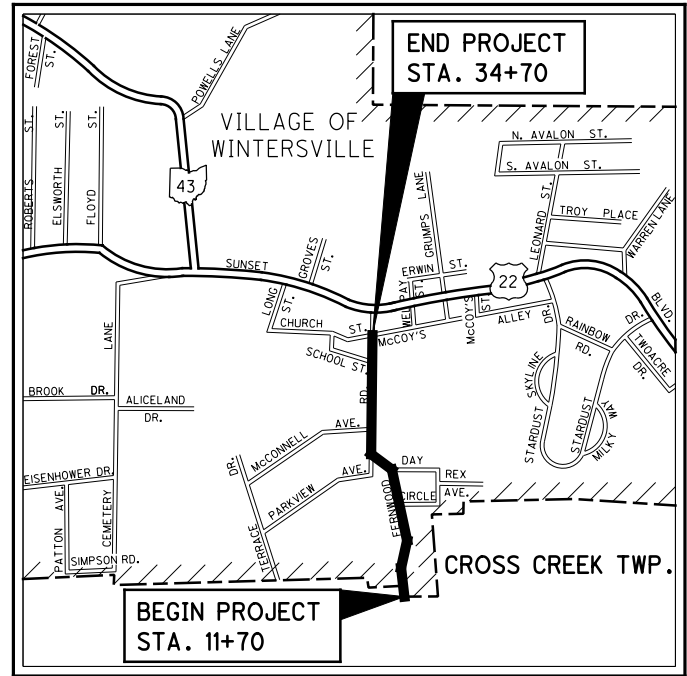 END PROJECT
STA. 34+70
FOREST
ST.
POWELLS LANE
VILLAGE OF
WINTERSVILLE
43
ROBERTS ST.
ELSWORTH ST.
FLOYD ST.
N. AVALON ST.
S. AVALON ST.
LEONARD ST.
TROY PLACE
WARREN LANE
GRUMPS LANE
SUNSET
GROVES
ST.
LONG
ST.
ERWIN ST.
22
BLVD.
CHURCH ST.
McCOY'S
McCOY'S
ST.
ALLEY
DR.
SCHOOL ST.
RAINBOW
RD.
DR.
TWOACRE
DR.
SKYLINE
STARDUST
STARDUST
MILKY
WAY
LANE
BROOK DR.
ALICELAND
DR.
RD.
McCONNELL AVE.
DR.
PARKVIEW AVE.
DAY
REX
CIRCLE
AVE.
FERNWOOD
EISENHOWER DR.
PATTON AVE.
CEMETERY
SIMPSON RD.
TERRACE
CROSS CREEK TWP.
BEGIN PROJECT
STA. 11+70